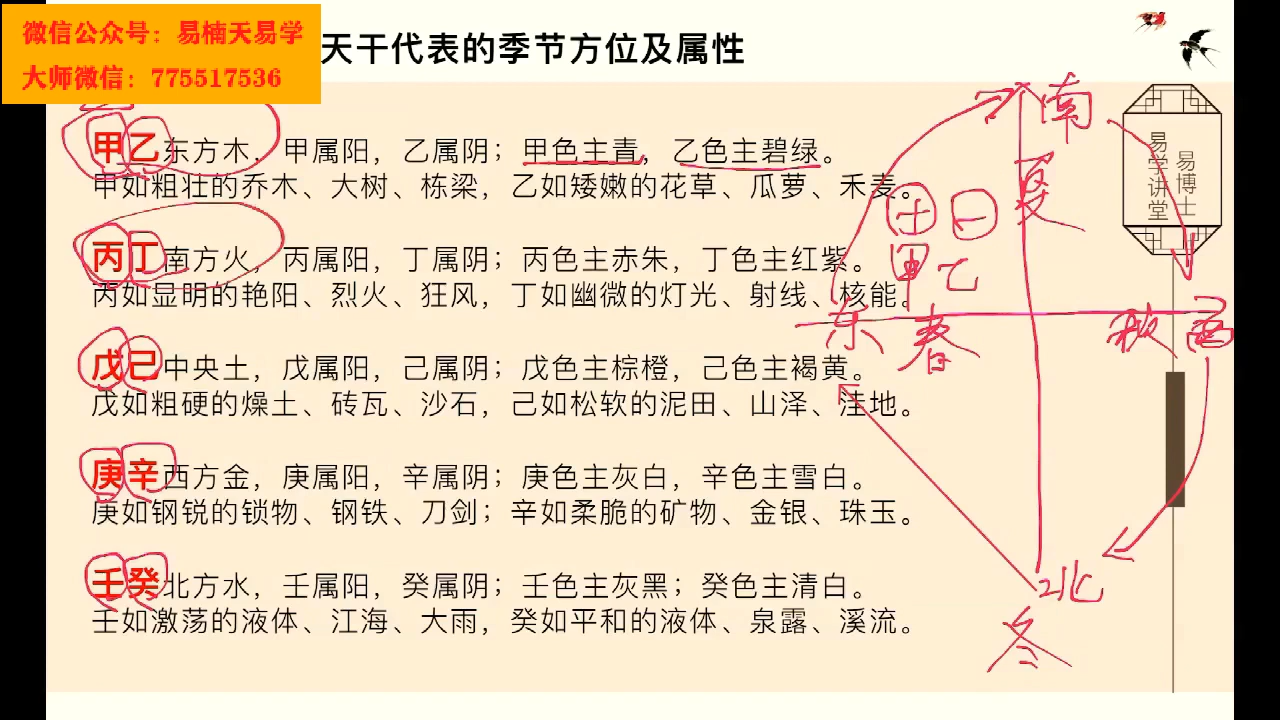 微信公众号：易楠天易学
大师微信：775517536
天干代表的季节方位及属性
甲乙东方木，甲属阳，乙属阴；甲色主青，乙色主碧绿。
甲如粗壮的乔木、大树、栋梁，乙如矮嫩的花草、瓜萝、禾麦。
丙丁南方火，丙属阳，丁属阴；丙色主赤朱，丁色主红紫。
丙如显明的艳阳、烈火、狂风，丁如幽微的灯光、射线、核能。
戊己中央土，戊属阳，己属阴；戊色主棕橙，己色主褐黄。
戊如粗硬的燥土、砖瓦、沙石，己如松软的泥田、山泽、洼地。
庚辛西方金，庚属阳，辛属阴；庚色主灰白，辛色主雪白。
庚如钢锐的锁物、钢铁、刀剑；辛如柔脆的矿物、金银、珠玉。
壬癸北方水，壬属阳，癸属阴；壬色主灰黑；癸色主清白。
壬如激荡的液体、江海、大雨，癸如平和的液体、泉露、溪流。
南
夏
+ -
甲 乙
东 春
秋 西
北
冬
易学讲堂
易博士